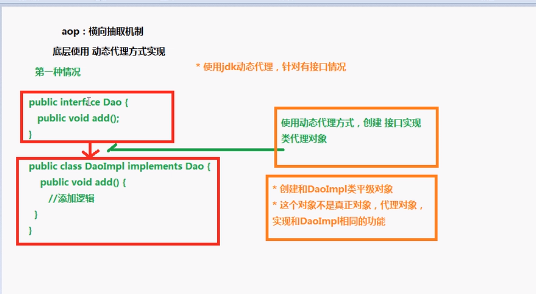 aop：横向抽取机制
底层使用 动态代理方式实现
第一种情况
* 使用jdk动态代理，针对有接口情况
public interface Dao {
public void add();
}
使用动态代理方式，创建 接口实现
类代理对象
public class DaoImpl implements Dao {
public void add() {
//添加逻辑
}
}
* 创建和DaoImpl类平级对象
* 这个对象不是真正对象，代理对象，
实现和DaoImpl相同的功能